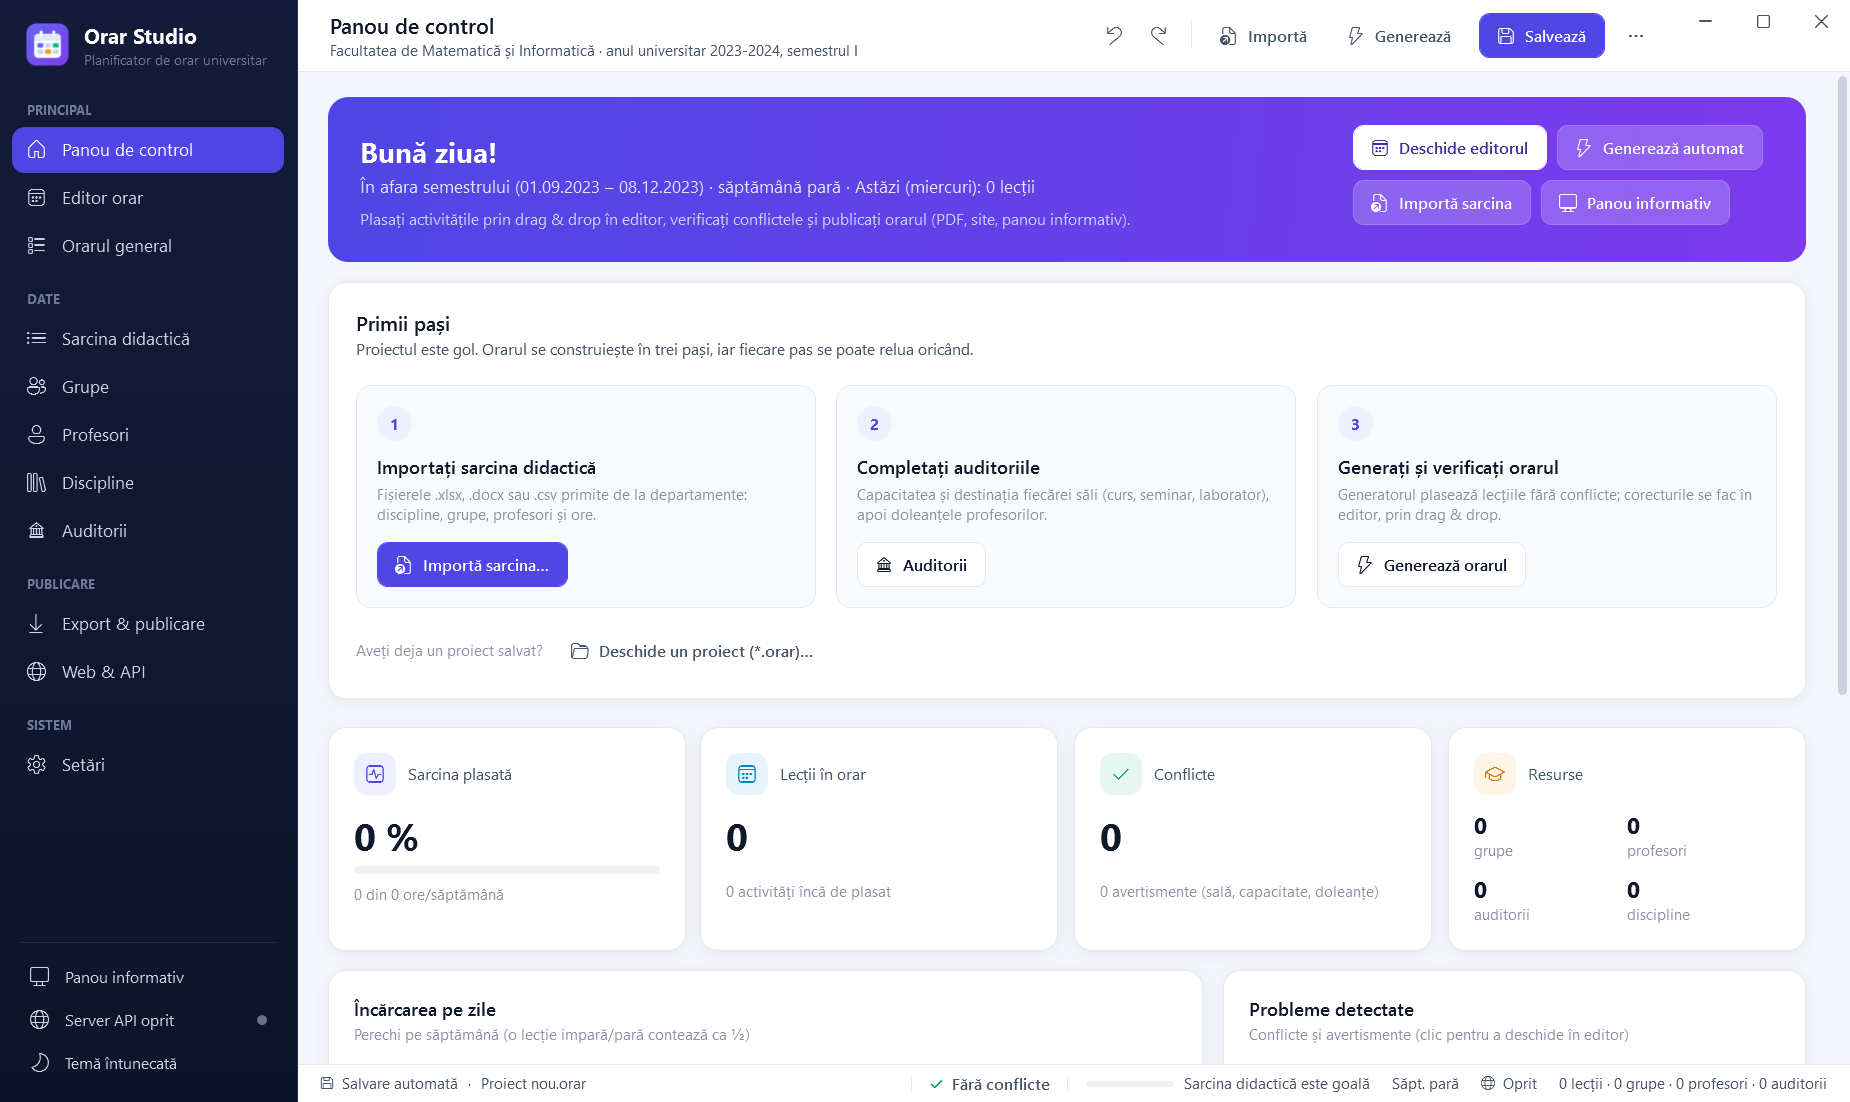 Orar Studio
Planificator de orar universitar
PRINCIPAL
Panou de control
Editor orar
Orarul general
DATE
Sarcina didactică
Grupe
Profesori
Discipline
Auditorii
PUBLICARE
Export & publicare
Web & API
SISTEM
Setări
Panou informativ
Server API oprit
Temă întunecată
Panou de control
Facultatea de Matematică și Informatică · anul universitar 2023-2024, semestrul I
Importă
Generează
Salvează
Bună ziua!
În afara semestrului (01.09.2023 – 08.12.2023) · săptămână pară · Astăzi (miercuri): 0 lecții
Plasați activitățile prin drag & drop în editor, verificați conflictele și publicați orarul (PDF, site, panou informativ).
Deschide editorul
Generează automat
Importă sarcina
Panou informativ
Primii pași
Proiectul este gol. Orarul se construiește în trei pași, iar fiecare pas se poate relua oricând.
1
Importați sarcina didactică
Fișierele .xlsx, .docx sau .csv primite de la departamente:
discipline, grupe, profesori și ore.
Importă sarcina...
2
Completați auditoriile
Capacitatea și destinația fiecărei săli (curs, seminar, laborator),
apoi doleanțele profesorilor.
Auditorii
3
Generați și verificați orarul
Generatorul plasează lecțiile fără conflicte; corecturile se fac în
editor, prin drag & drop.
Generează orarul
Aveți deja un proiect salvat?
Deschide un proiect (*.orar)...
Sarcina plasată
0 %
0 din 0 ore/săptămână
Lecții în orar
0
0 activități încă de plasat
Conflicte
0
0 avertismente (sală, capacitate, doleanțe)
Resurse
0
grupe
0
profesori
0
auditorii
0
discipline
Încărcarea pe zile
Perechi pe săptămână (o lecție impară/pară contează ca ½)
Probleme detectate
Conflicte și avertismente (clic pentru a deschide în editor)
Salvare automată · Proiect nou.orar
Fără conflicte
Sarcina didactică este goală
Săpt. pară
Oprit
0 lecții · 0 grupe · 0 profesori · 0 auditorii